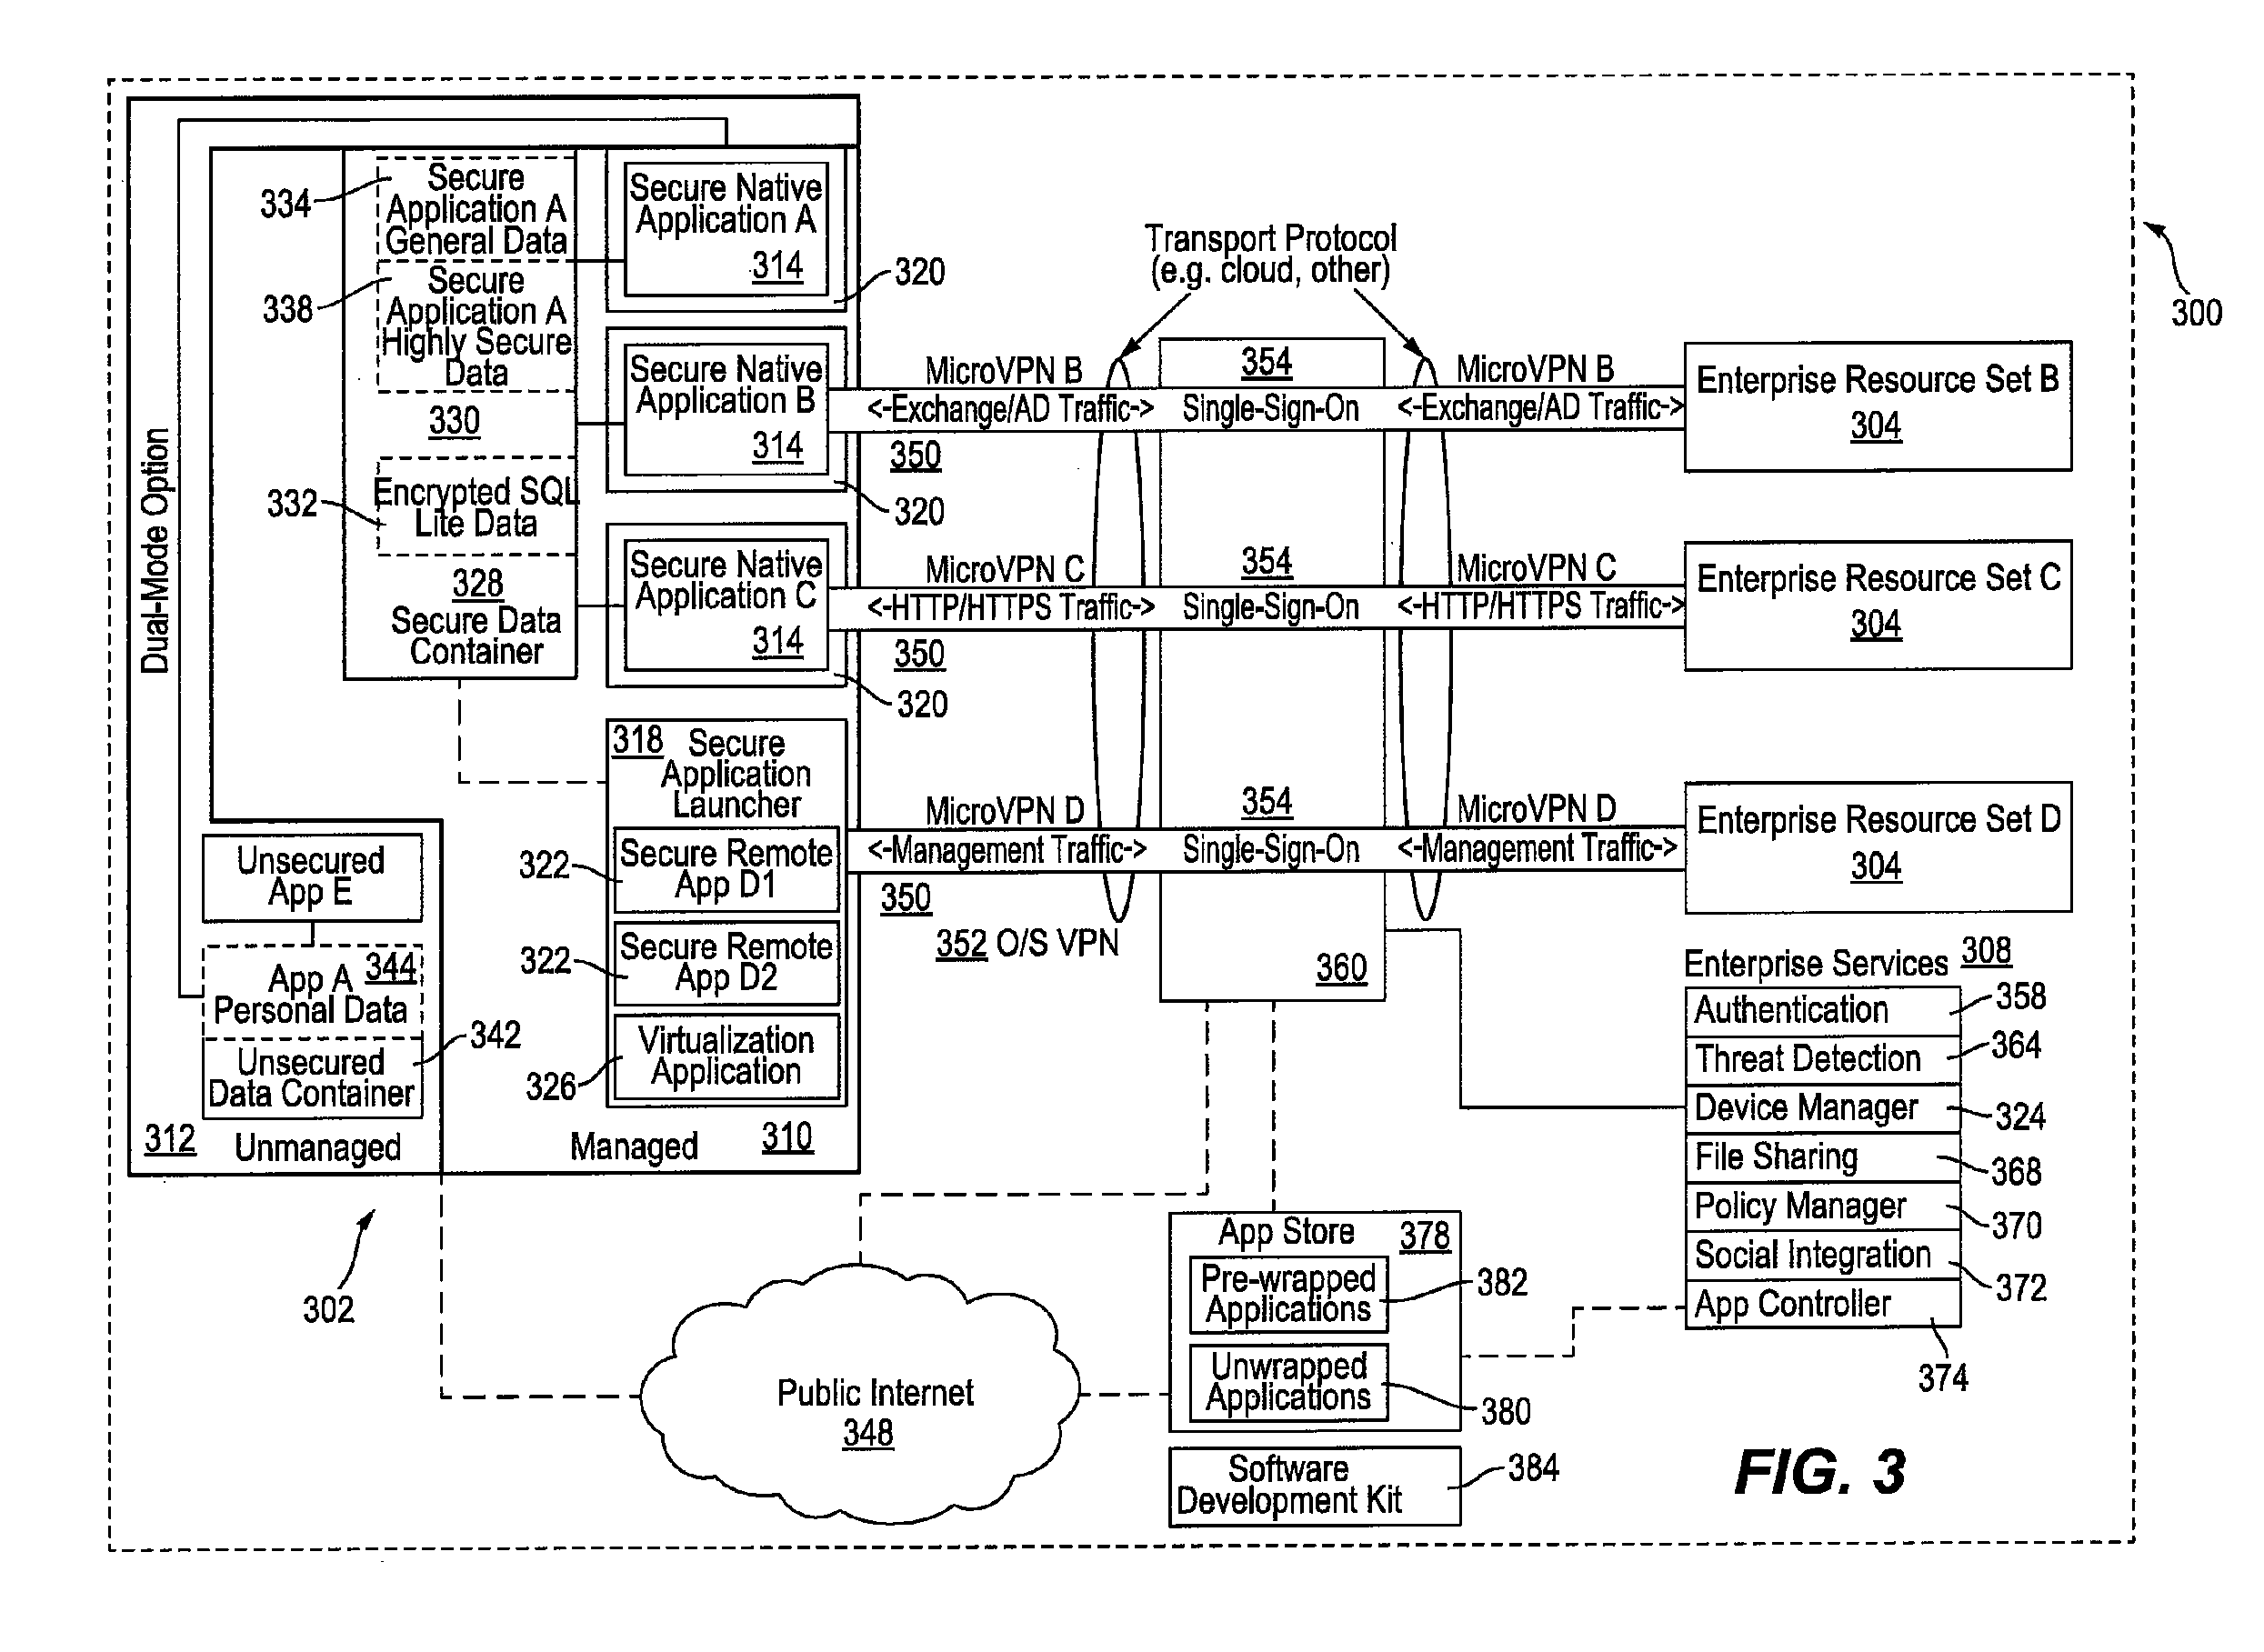 Dual-Mode Option
334
Secure
Application A
General Data
338
Secure
Application A
Highly Secure
Data
330
332
Encrypted SQL
Lite Data
328
Secure Data
Container
Secure Native
Application A
314
320
Secure Native
Application B
314
320
Secure Native
Application C
314
320
318
Secure
Application
Launcher
322
Secure Remote
App D1
322
Secure Remote
App D2
326
Virtualization
Application
Unsecured
App E
App A
344
Personal Data
342
Unsecured
Data Container
312
Unmanaged
Managed
310
302
Transport Protocol
(e.g. cloud, other)
300
MicroVPN B
<-Exchange/AD Traffic->
350
354
Single-Sign-On
MicroVPN B
<-Exchange/AD Traffic->
Enterprise Resource Set B
304
MicroVPN C
<-HTTP/HTTPS Traffic->
350
354
Single-Sign-On
MicroVPN C
<-HTTP/HTTPS Traffic->
Enterprise Resource Set C
304
MicroVPN D
<-Management Traffic->
350
354
Single-Sign-On
MicroVPN D
<-Management Traffic->
Enterprise Resource Set D
304
352 O/S VPN
360
Enterprise Services 308
Authentication
358
Threat Detection
364
Device Manager
324
File Sharing
368
Policy Manager
370
Social Integration
372
App Controller
374
App Store
378
Pre-wrapped
Applications
382
Unwrapped
Applications
380
Software
Development Kit
384
Public Internet
348
FIG. 3